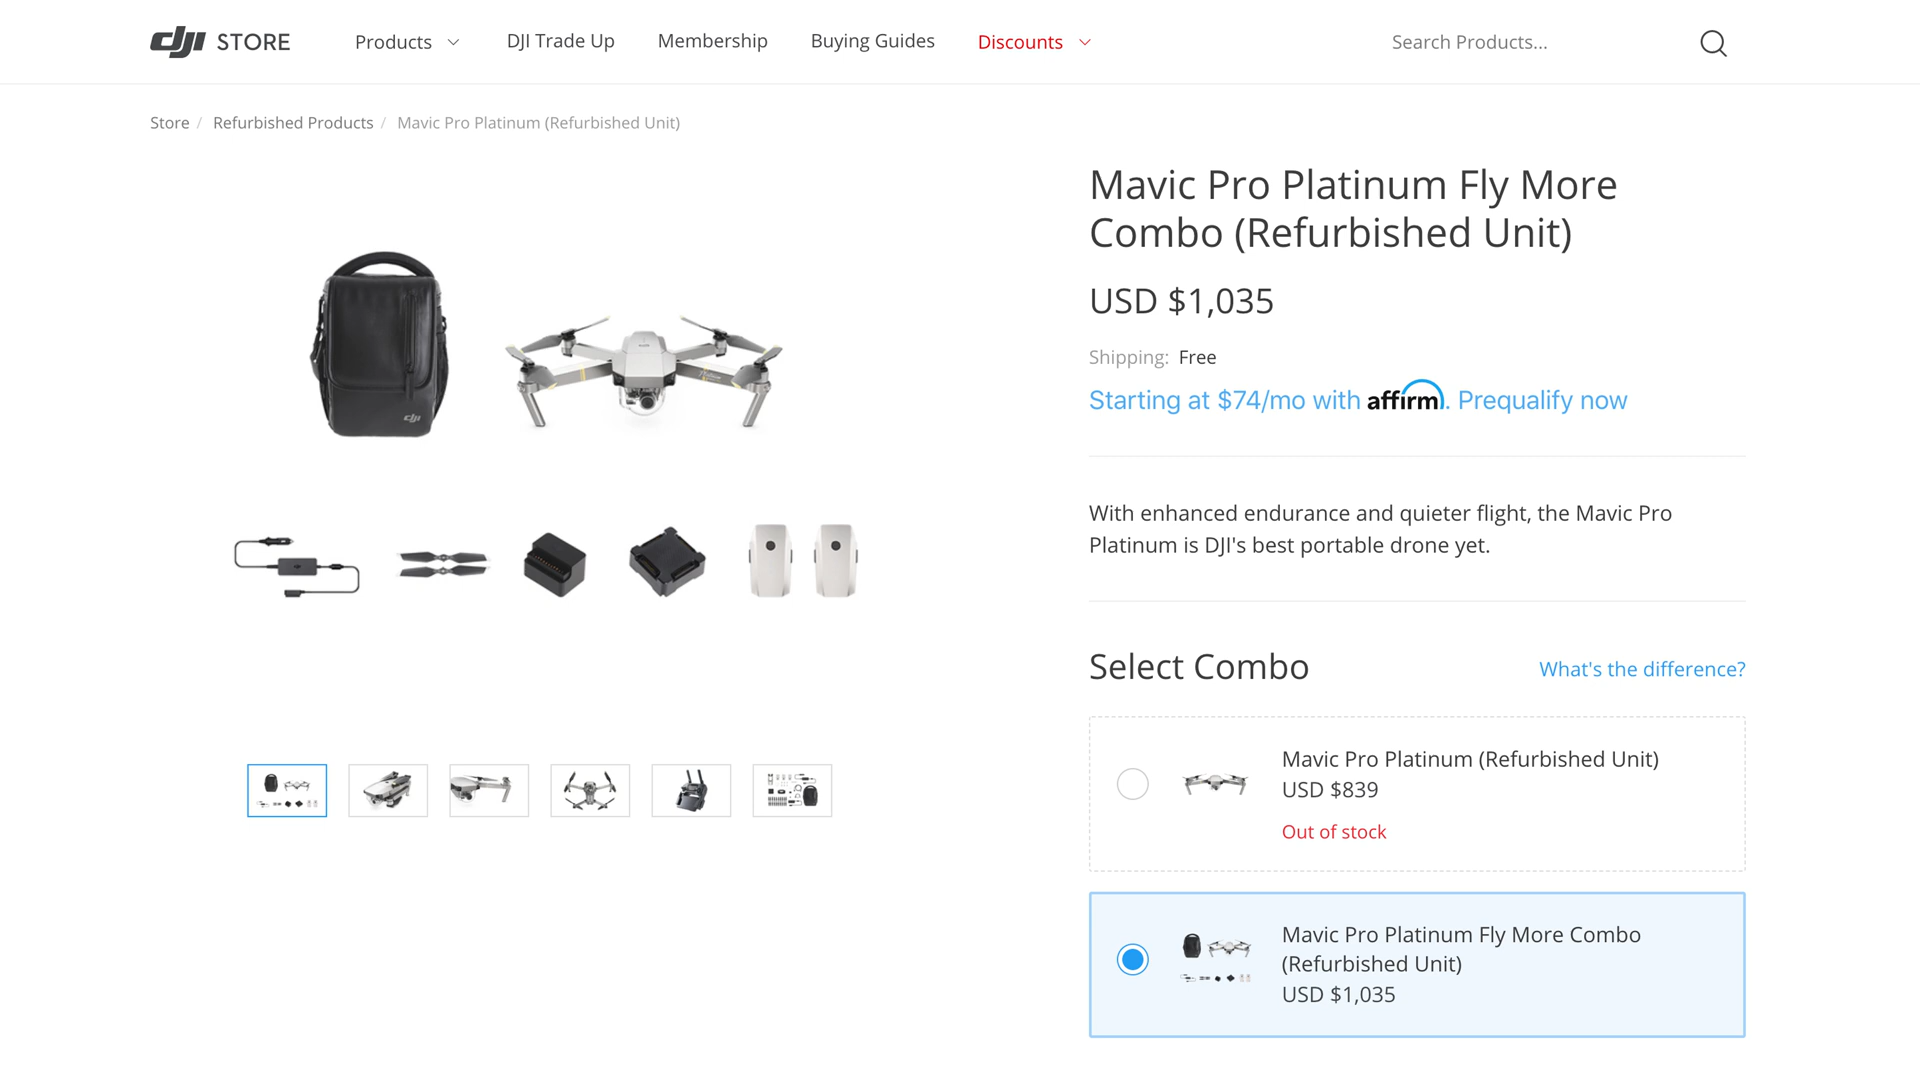 dji STORE
Products
DJI Trade Up
Membership
Buying Guides
Discounts
Search Products...
Store / Refurbished Products / Mavic Pro Platinum (Refurbished Unit)
Mavic Pro Platinum Fly More
Combo (Refurbished Unit)
USD $1,035
Shipping: Free
Starting at $74/mo with affirm. Prequalify now
With enhanced endurance and quieter flight, the Mavic Pro
Platinum is DJI's best portable drone yet.
Select Combo
What's the difference?
Mavic Pro Platinum (Refurbished Unit)
USD $839
Out of stock
Mavic Pro Platinum Fly More Combo
(Refurbished Unit)
USD $1,035
dji